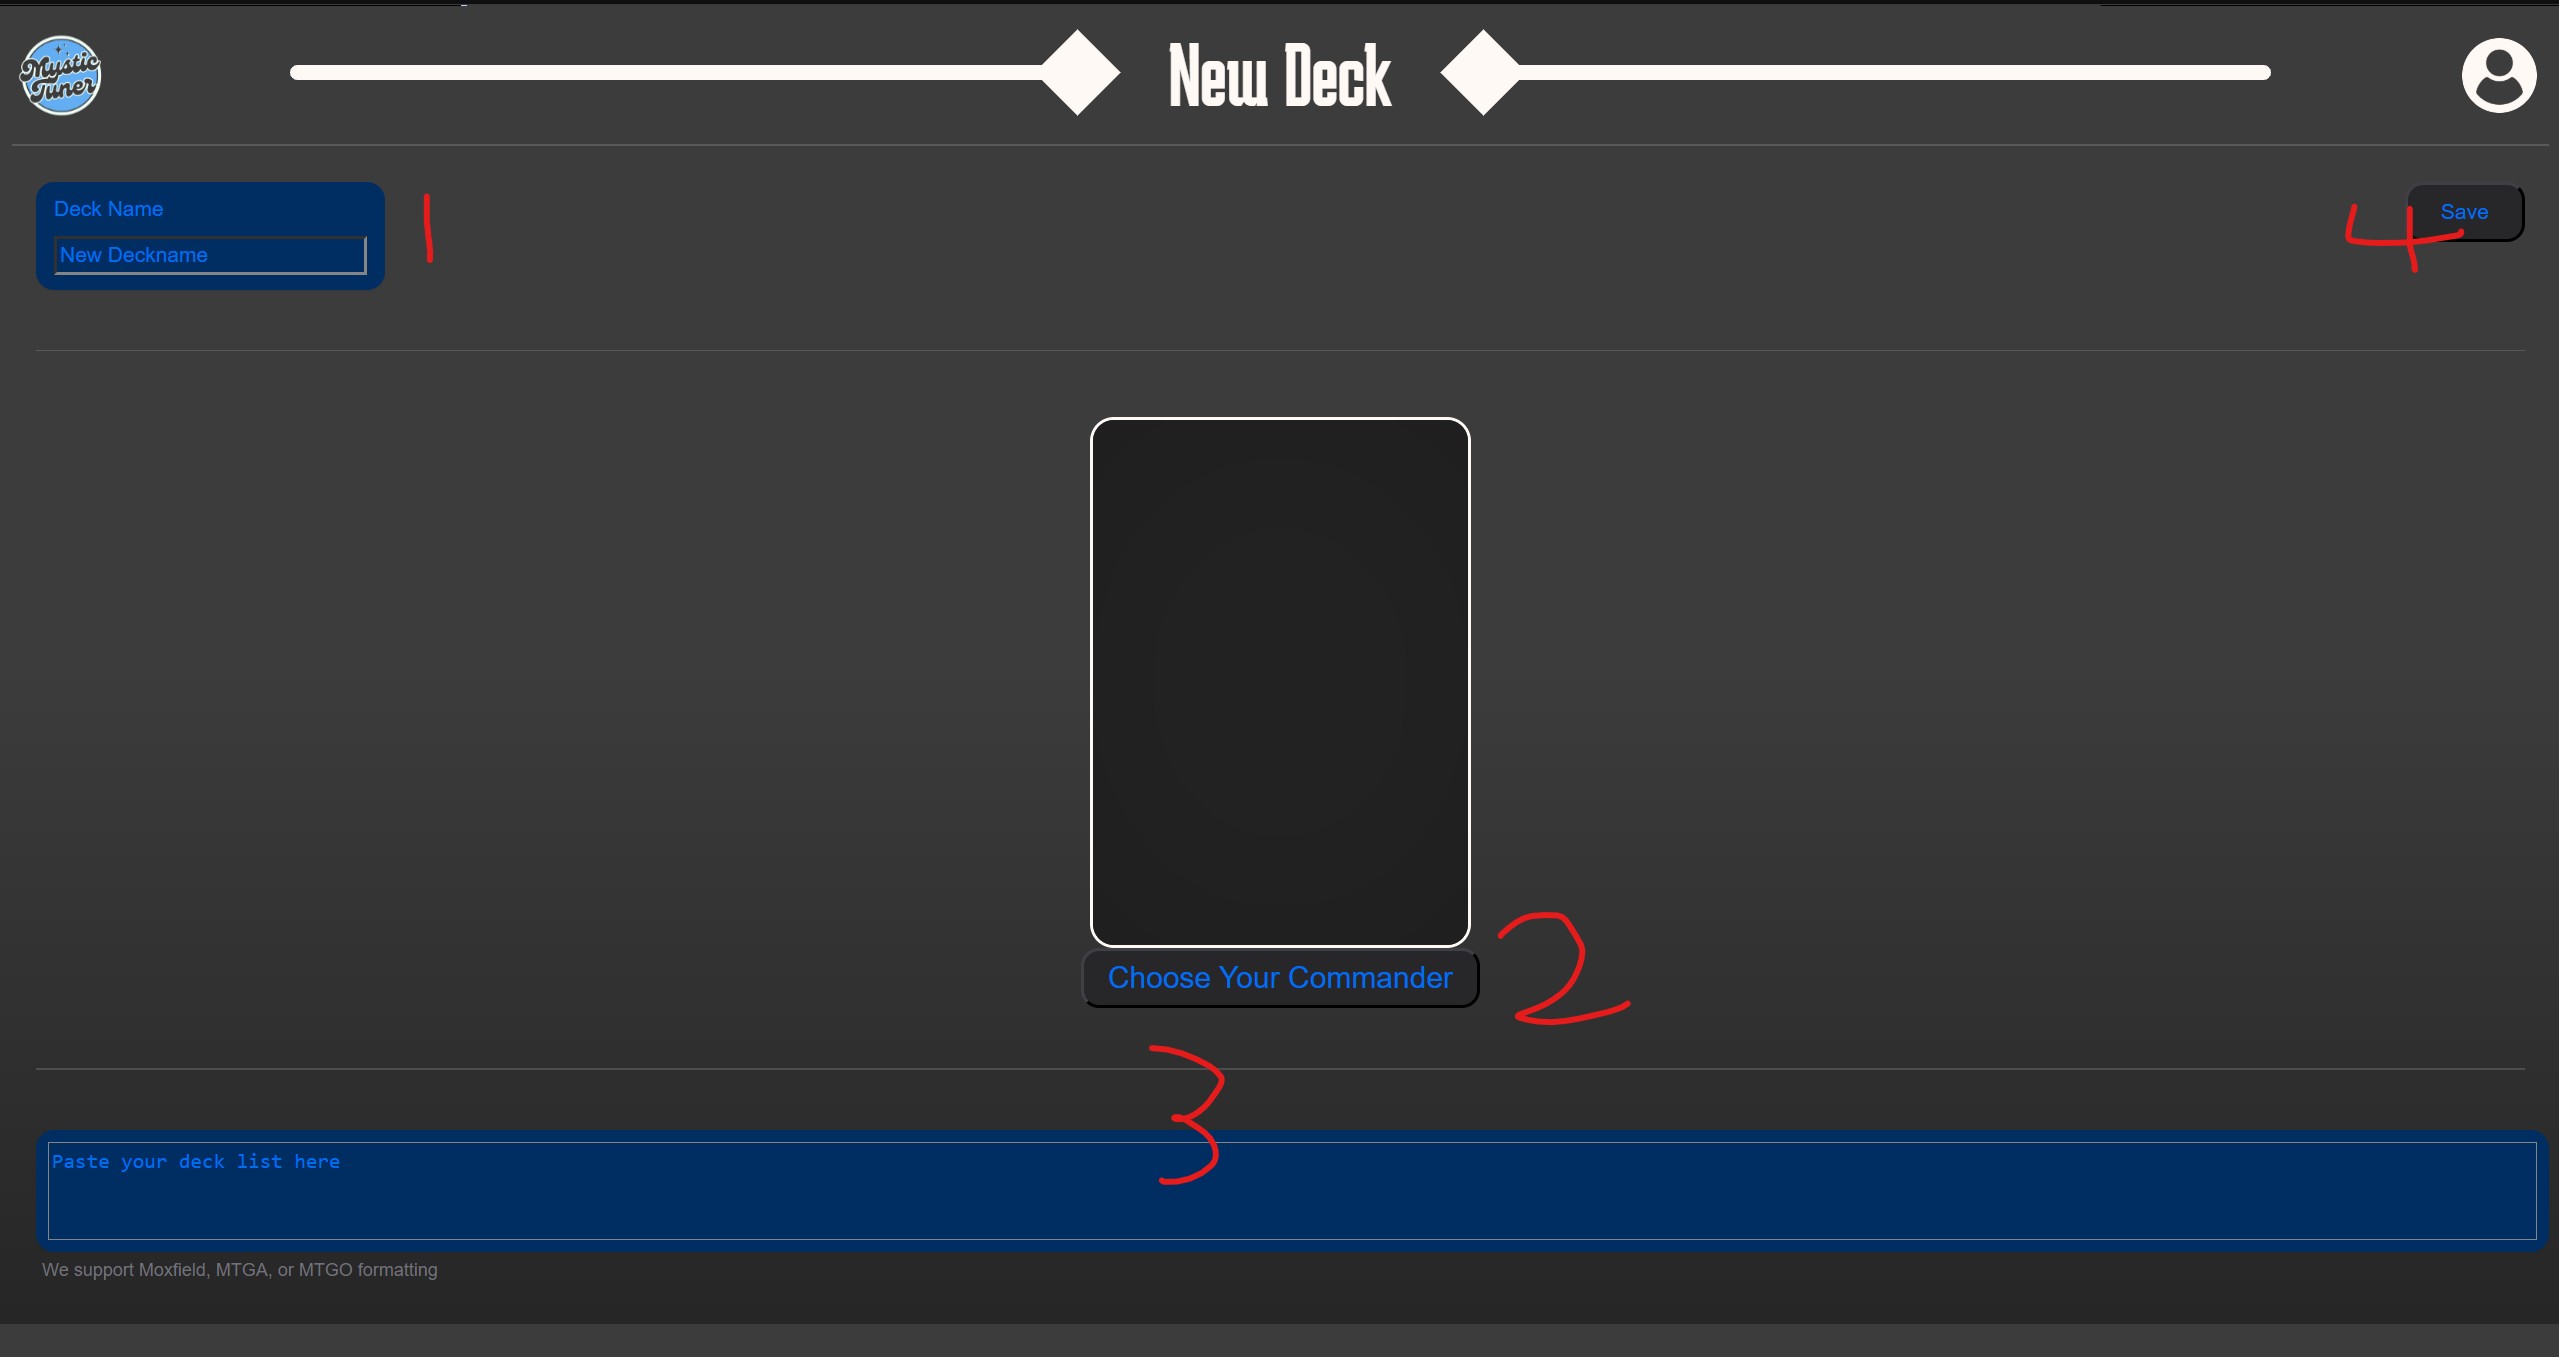 Mystic
Tuner
New Deck
Deck Name
New Deckname
1
4
Save
Choose Your Commander
2
3
Paste your deck list here
We support Moxfield, MTGA, or MTGO formatting